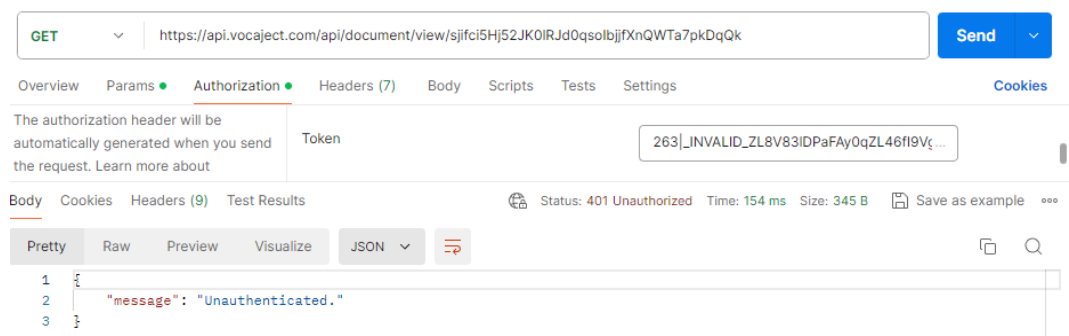 GET https://api.vocaject.com/api/document/view/sjifci5Hj52JK0lRJd0qsolbjjfXnQWTa7pkDqQk Send
Overview Params Authorization Headers (7) Body Scripts Tests Settings Cookies
The authorization header will be
automatically generated when you send
the request. Learn more about
Token 263|_INVALID_ZL8V83lDPaFAy0qZL46fI9Vg...
Body Cookies Headers (9) Test Results Status: 401 Unauthorized Time: 154 ms Size: 345 B Save as example
Pretty Raw Preview Visualize JSON
1 {
2 "message": "Unauthenticated."
3 }